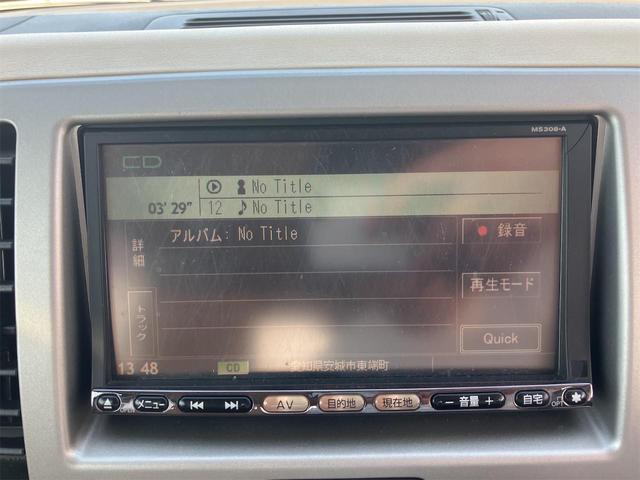 MS308-A
CD
No Title
03'29" 12 No Title
アルバム: No Title
録音
詳細
再生モード
トラック
Quick
13 48 CD 愛知県安城市東端町
メニュー AV 目的地 現在地 － 音量 ＋ 自宅
OPT